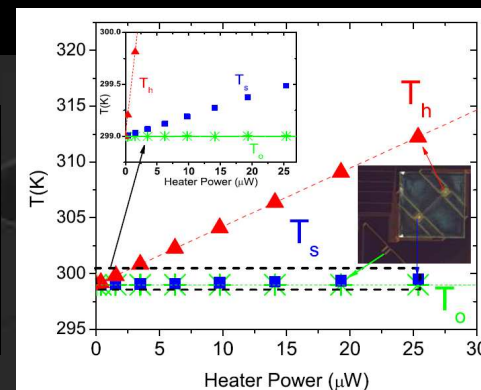 T(K)
320
315
310
305
300
295
0
5
10
15
20
25
30
Heater Power (μW)
T_h
T_s
T_o
T(K)
300.0
299.5
299.0
0
5
10
15
20
25
Heater Power (μW)
T_h
T_s
T_o